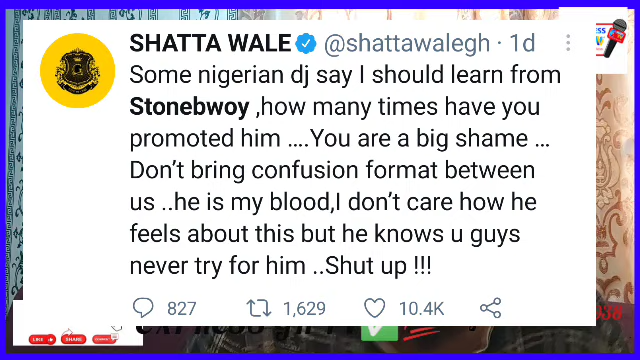 SHATTA WALE @shattawalegh · 1d
Some nigerian dj say I should learn from
Stonebwoy ,how many times have you
promoted him ....You are a big shame ...
Don't bring confusion format between
us ..he is my blood,I don't care how he
feels about this but he knows u guys
never try for him ..Shut up !!!
827 1,629 10.4K
LIKE SHARE